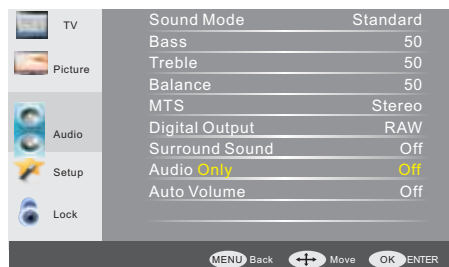 TV
Picture
Audio
Setup
Lock
Sound Mode Standard
Bass 50
Treble 50
Balance 50
MTS Stereo
Digital Output RAW
Surround Sound Off
Audio Only Off
Auto Volume Off
MENU Back Move OK ENTER